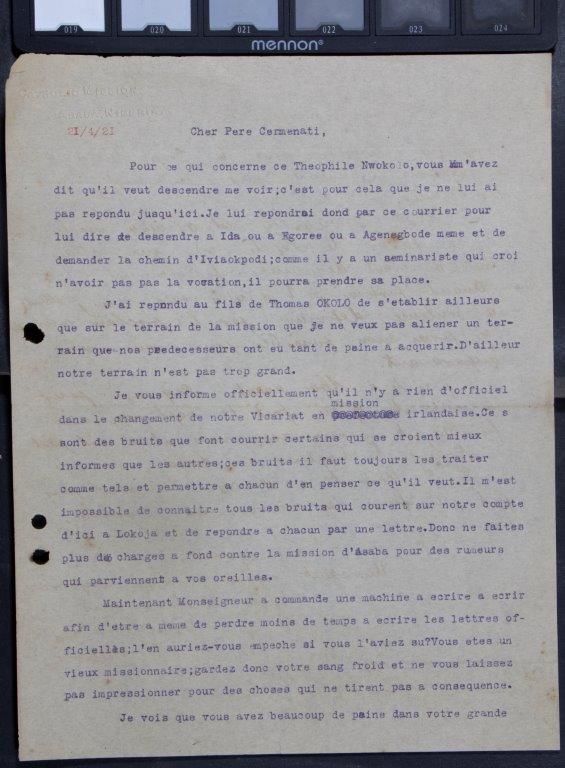 019 020 021 022 023 024
mennon®
CATHOLIC MISSION
ASABA, NIGERIA
21/4/21 Cher Pere Cermenati,
Pour ce qui concerne ce Theophile Nwokolo,vous m'avez
dit qu'il veut descendre me voir;c'est pour cela que je ne lui ai
pas repondu jusqu'ici.Je lui repondrai dond par ce courrier pour
lui dire de descendre a Ida ou a Egoree ou a Agenegbode meme et de
demander la chemin d'Iviaokpodi;comme il y a un seminariste qui croi
n'avoir pas pas la vocation,il pourra prendre sa place.
J'ai repondu au fils de Thomas OKOLO de s'etablir ailleurs
que sur le terrain de la mission que je ne veux pas aliener un ter-
rain que nos predecesseurs ont eu tant de peine a acquerir.D'ailleur
notre terrain n'est pas trop grand.
Je vous informe officiellement qu'il n'y a rien d'officiel
mission
dans le changement de notre Vicariat en irlandaise.Ce s
sont des bruits que font courrir certains qui se croient mieux
informes que les autres;ces bruits il faut toujours les traiter
comme tels et permettre a chacun d'en penser ce qu'il veut.Il m'est
impossible de connaitre tous les bruits qui courent sur notre compte
d'ici a Lokoja et de repondre a chacun par une lettre.Donc ne faites
plus de charges a fond contre la mission d'Asaba pour des rumeurs
qui parviennent a vos oreilles.
Maintenant Monseigneur a commande une machine a ecrire a ecrir
afin d'etre a meme de perdre moins de temps a ecrire les lettres of-
ficielles;l'en auriez-vous empeche si vous l'aviez su?Vous etes un
vieux missionnaire;gardez donc votre sang froid et ne vous laissez
pas impressionner pour des choses qui ne tirent pas a consequence.
Je vois que vous avez beaucoup de peine dans votre grande